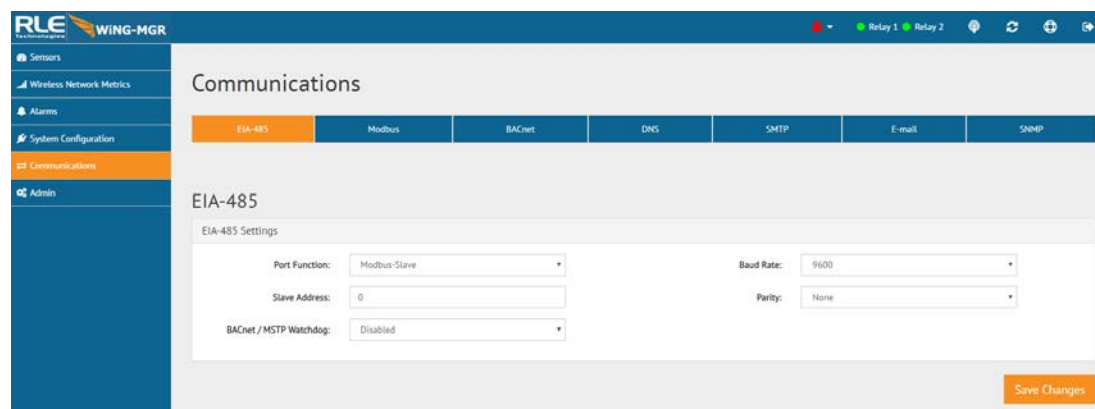 RLE WiNG-MGR
Technologies
Relay 1 Relay 2
Sensors
Wireless Network Metrics
Alarms
System Configuration
Communications
Admin
Communications
EIA-485 Modbus BACnet DNS SMTP E-mail SNMP
EIA-485
EIA-485 Settings
Port Function: Modbus-Slave Baud Rate: 9600
Slave Address: 0 Parity: None
BACnet / MSTP Watchdog: Disabled
Save Changes